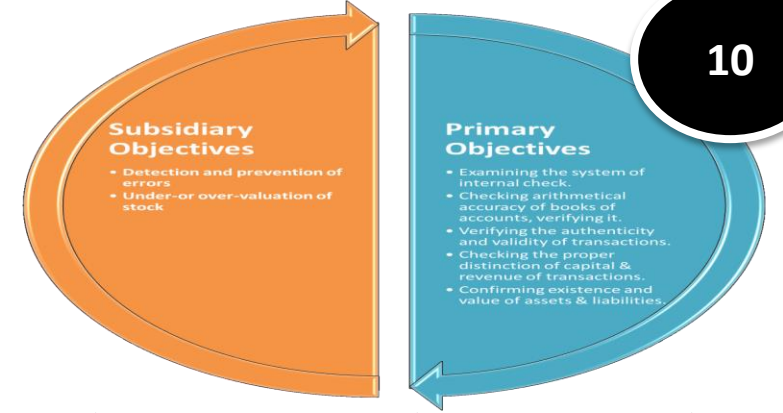 10
Subsidiary
Objectives
• Detection and prevention of
errors
• Under-or over-valuation of
stock
Primary
Objectives
• Examining the system of
internal check.
• Checking arithmetical
accuracy of books of
accounts, verifying it.
• Verifying the authenticity
and validity of transactions.
• Checking the proper
distinction of capital &
revenue of transactions.
• Confirming existence and
value of assets & liabilities.